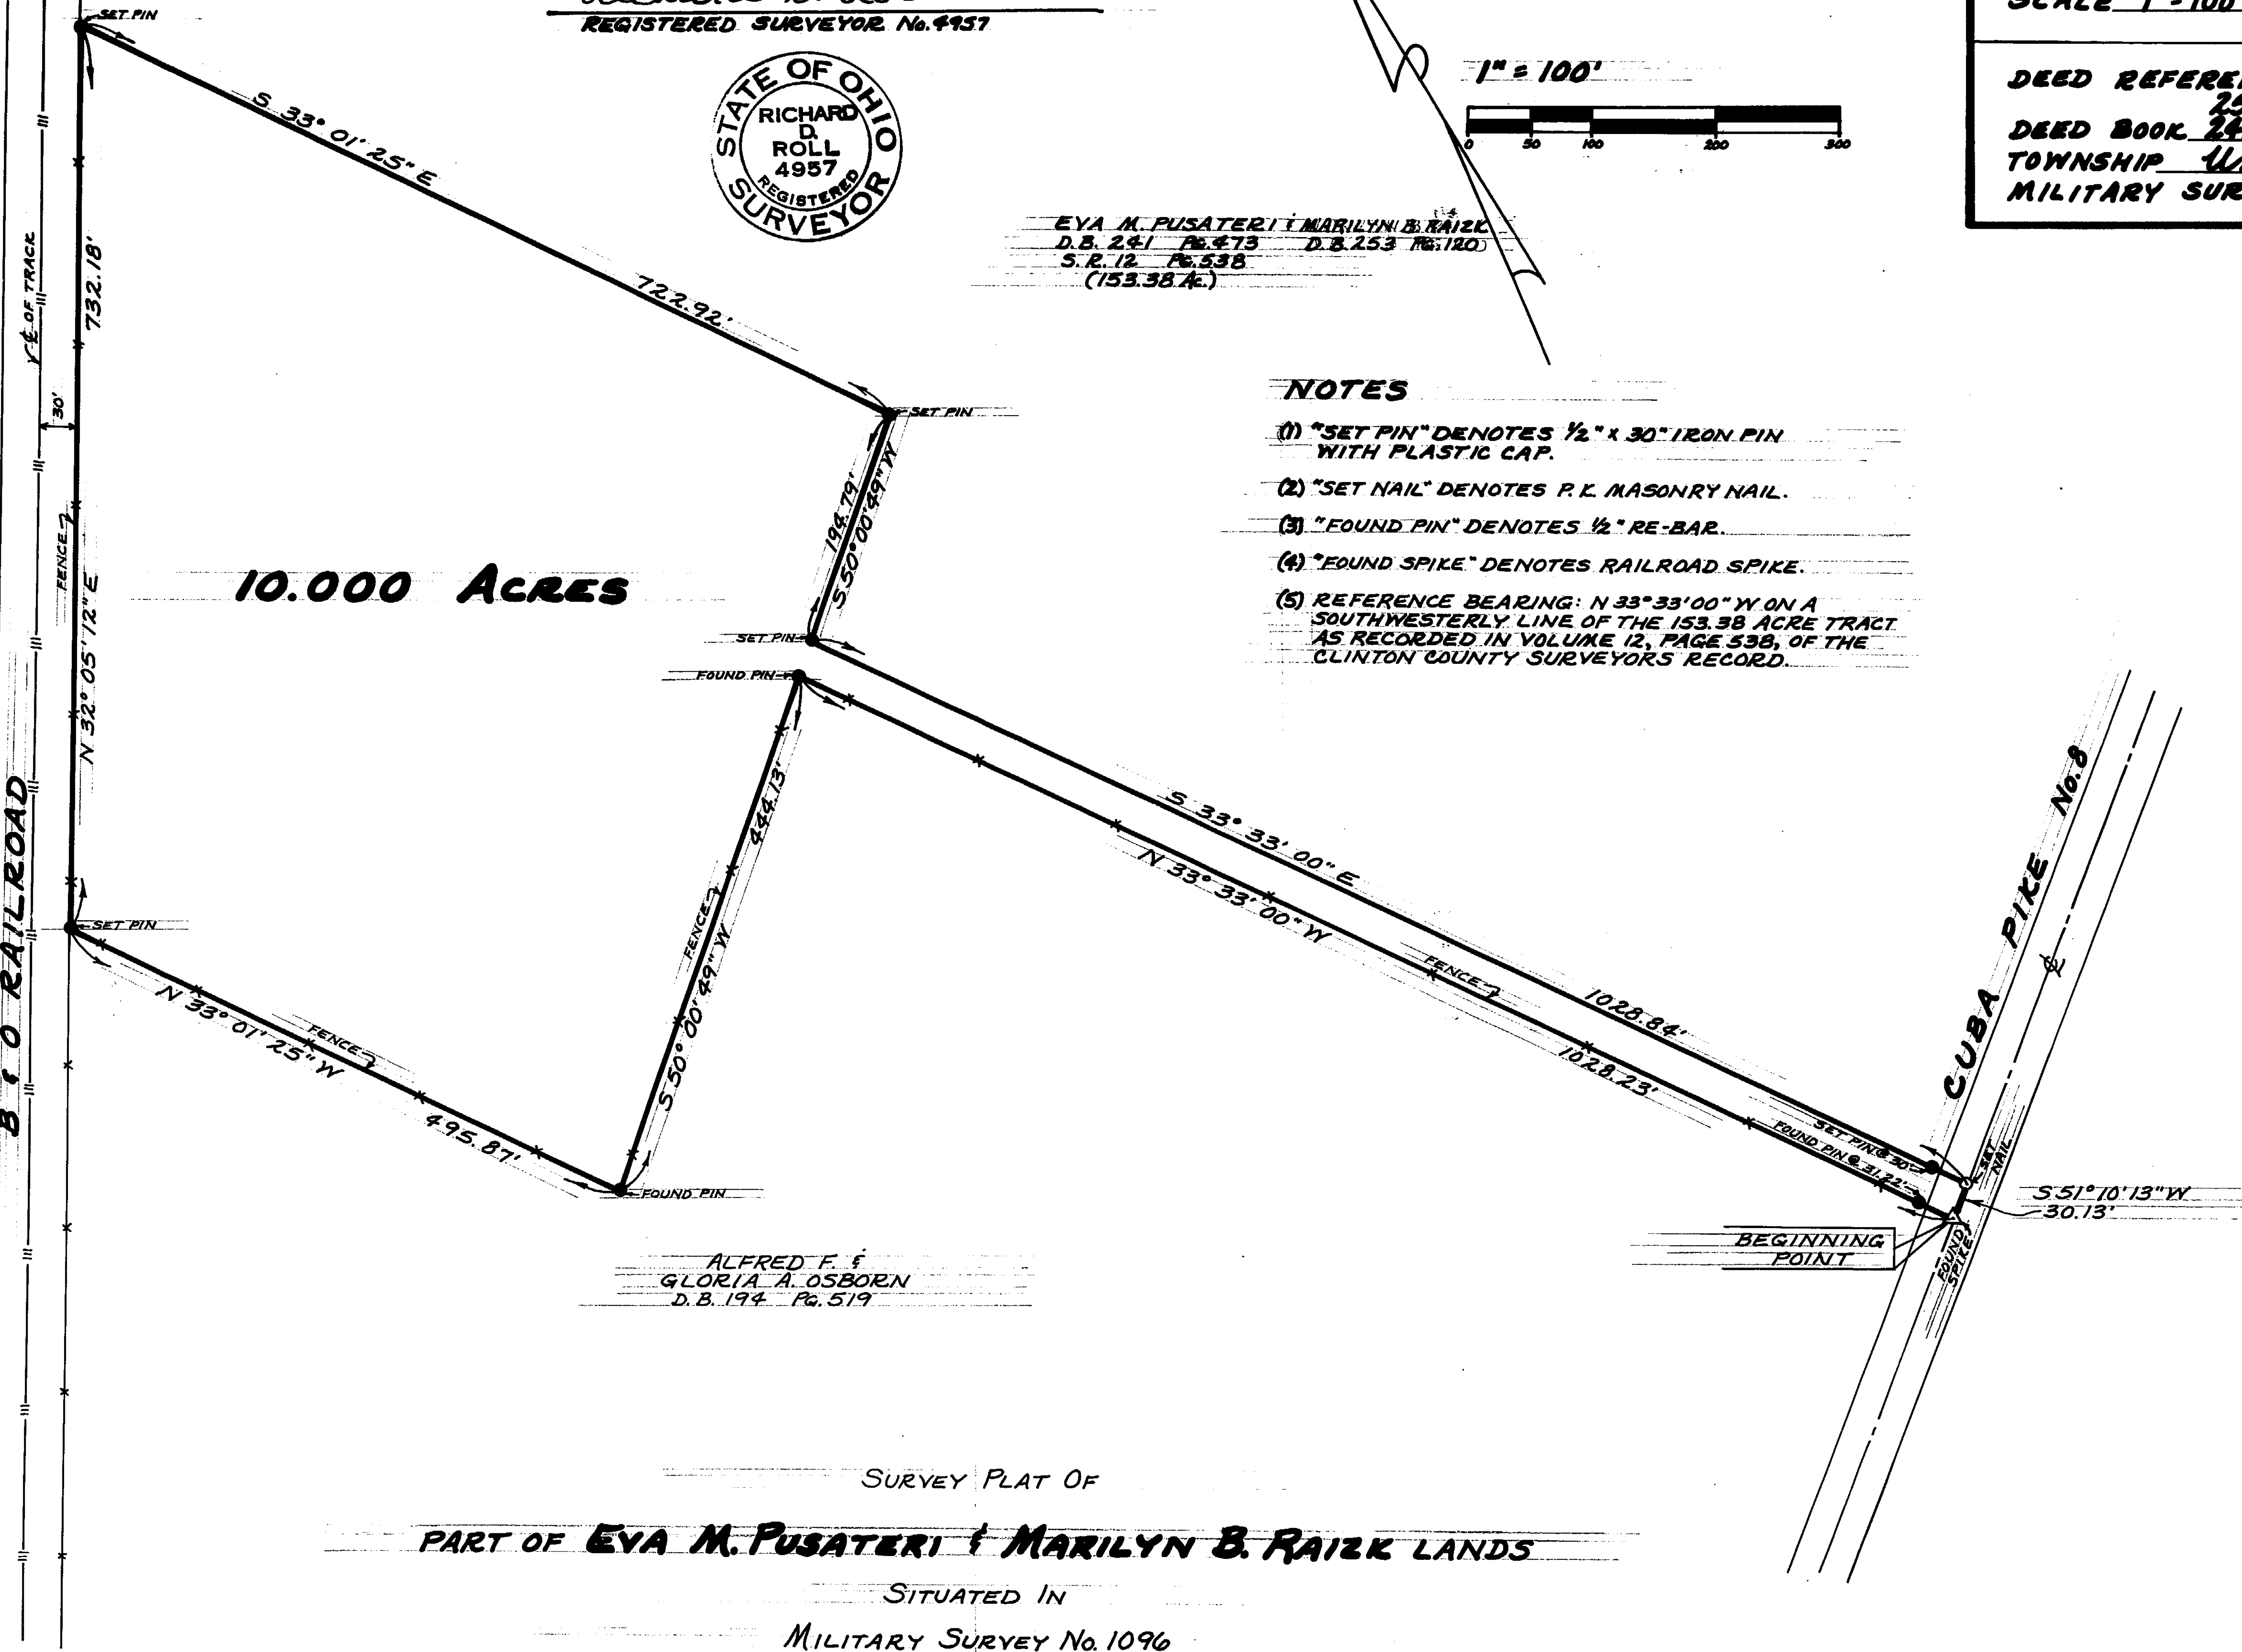 REGISTERED SURVEYOR No. 4957
STATE OF OHIO
RICHARD
D.
ROLL
4957
REGISTERED
SURVEYOR
1" = 100'
0 50 100 200 300
SCALE 1" = 100'
DEED REFERE
25
DEED BOOK 24
TOWNSHIP
MILITARY SUR
EVA M. PUSATERI & MARILYN B. RAIZK
D.B. 241 PG. 473 D.B. 253 PG. 120
S.R. 12 PG. 538
(153.38 Ac.)
NOTES
(1) "SET PIN" DENOTES 1/2" X 30" IRON PIN
WITH PLASTIC CAP.
(2) "SET NAIL" DENOTES P.K. MASONRY NAIL.
(3) "FOUND PIN" DENOTES 1/2" RE-BAR.
(4) "FOUND SPIKE" DENOTES RAILROAD SPIKE.
(5) REFERENCE BEARING: N 33° 33' 00" W ON A
SOUTHWESTERLY LINE OF THE 153.38 ACRE TRACT
AS RECORDED IN VOLUME 12, PAGE 538, OF THE
CLINTON COUNTY SURVEYORS RECORD.
SET PIN
S 33° 01' 25" E
722.92'
732.18'
℄ OF TRACK
30'
FENCE
N 32° 05' 12" E
B & O RAILROAD
10.000 ACRES
SET PIN
194.79'
S 50° 00' 49" W
SET PIN
FOUND PIN
444.13'
FENCE
S 50° 00' 49" W
SET PIN
N 33° 01' 25" W
FENCE
495.87'
FOUND PIN
S 33° 33' 00" E
1028.84'
N 33° 33' 00" W
FENCE
1028.23'
SET PIN @ 30'
FOUND PIN @ 31.22'
CUBA PIKE No. 8
℄
SET
NAIL
S 51° 10' 13" W
30.13'
BEGINNING
POINT
FOUND
SPIKE
ALFRED F. &
GLORIA A. OSBORN
D.B. 194 PG. 519
SURVEY PLAT OF
PART OF EVA M. PUSATERI & MARILYN B. RAIZK LANDS
SITUATED IN
MILITARY SURVEY No. 1096